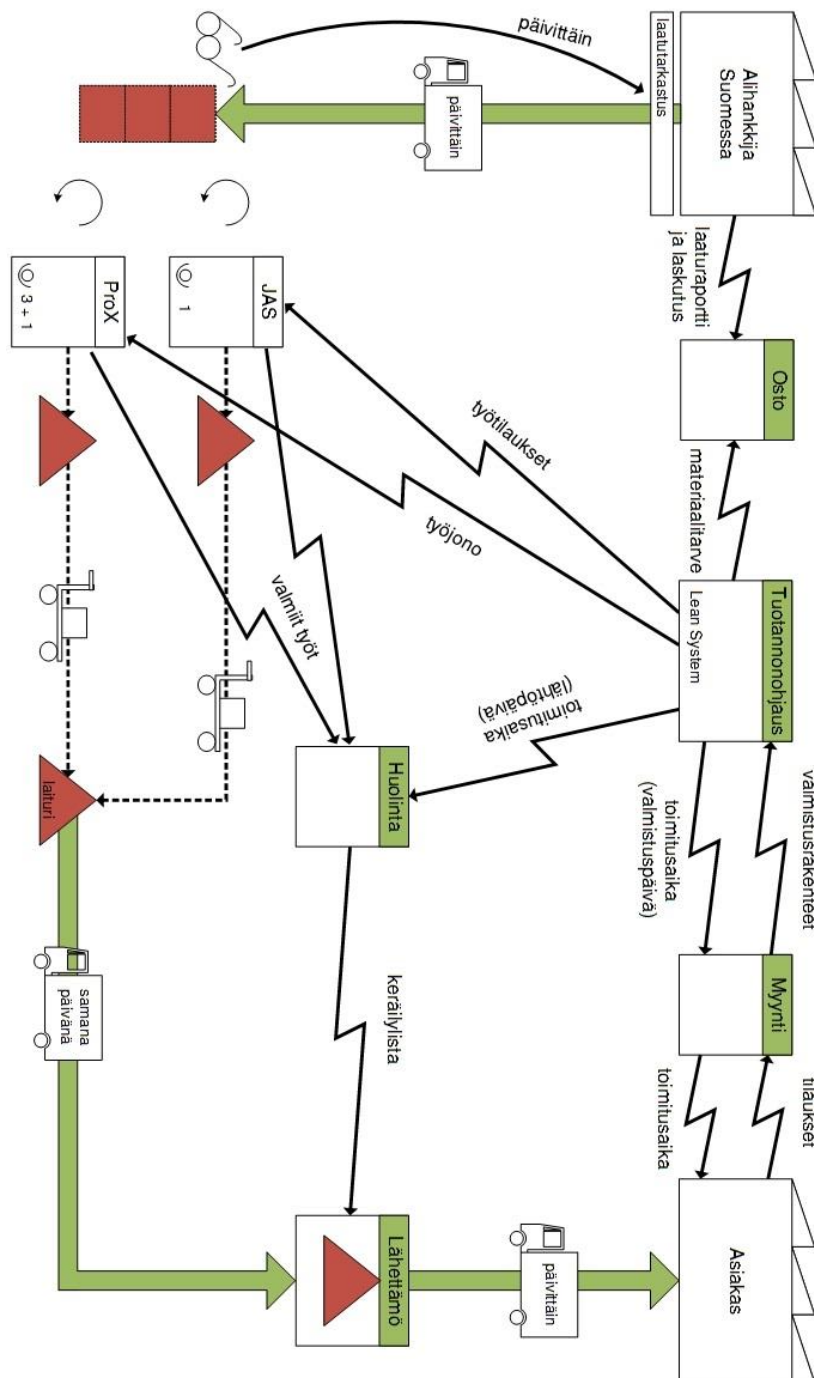 Alihankkija
Suomessa
laatutarkastus
päivittäin
päivittäin
laaturaportti
ja laskutus
Osto
materiaalitarve
Tuotannonohjaus
Lean System
valmistusrakenteet
toimitusaika
(valmistuspäivä)
Myynti
tilaukset
toimitusaika
Asiakas
työtilaukset
työjono
toimitusaika
(lähtöpäivä)
JAS
1
ProX
3 + 1
valmiit työt
Huolinta
keräilylista
Lähettämö
päivittäin
laituri
samana
päivänä